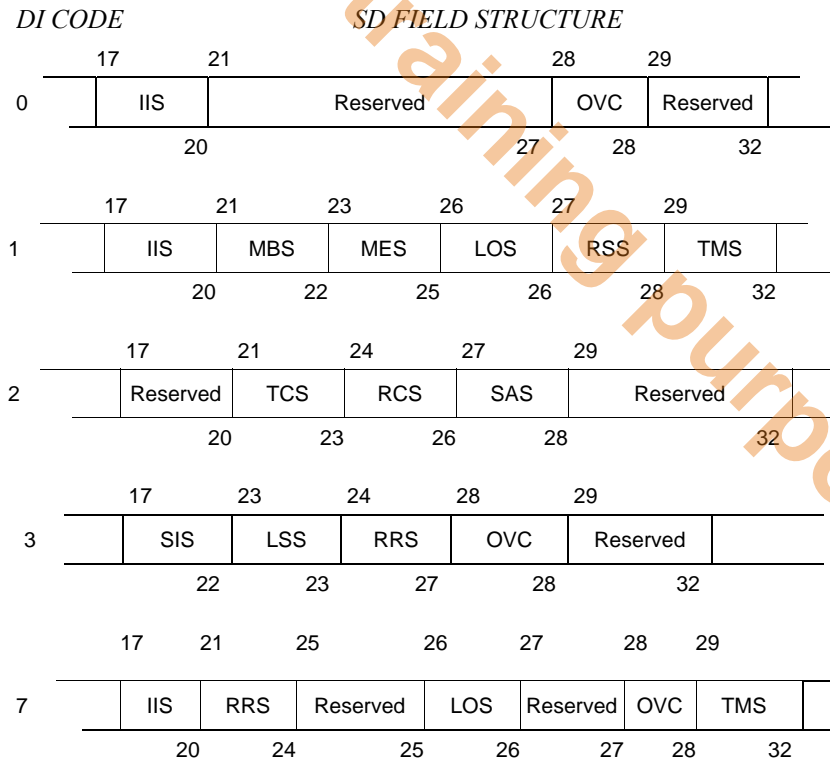 DI CODE SD FIELD STRUCTURE
17 21 28 29
0 IIS Reserved OVC Reserved
20 27 28 32
17 21 23 26 27 29
1 IIS MBS MES LOS RSS TMS
20 22 25 26 28 32
17 21 24 27 29
2 Reserved TCS RCS SAS Reserved
20 23 26 28 32
17 23 24 28 29
3 SIS LSS RRS OVC Reserved
22 23 27 28 32
17 21 25 26 27 28 29
7 IIS RRS Reserved LOS Reserved OVC TMS
20 24 25 26 27 28 32
training